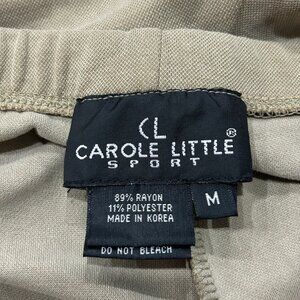 CL
CAROLE LITTLE ®
SPORT
89% RAYON
11% POLYESTER
MADE IN KOREA
M
DO NOT BLEACH